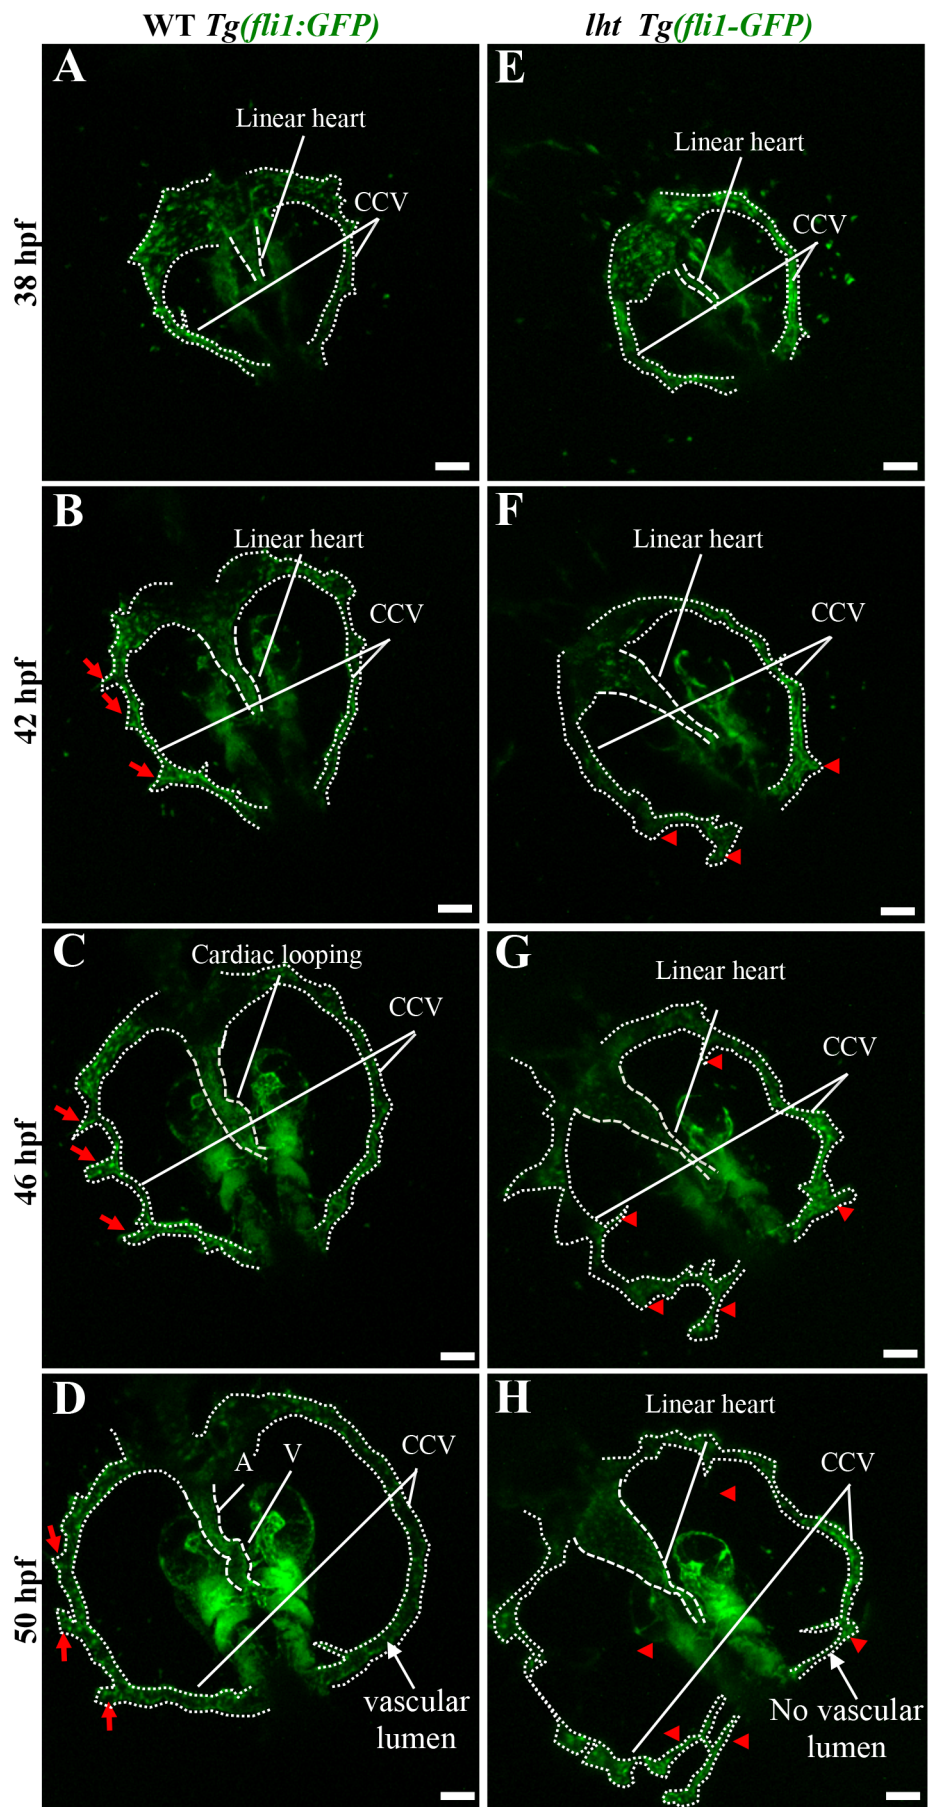 WT Tg(fli1:GFP)
lht Tg(fli1-GFP)
38 hpf
A
Linear heart
CCV
E
Linear heart
CCV
42 hpf
B
Linear heart
CCV
F
Linear heart
CCV
46 hpf
C
Cardiac looping
CCV
G
Linear heart
CCV
50 hpf
D
A
V
CCV
vascular
lumen
H
Linear heart
CCV
No vascular
lumen